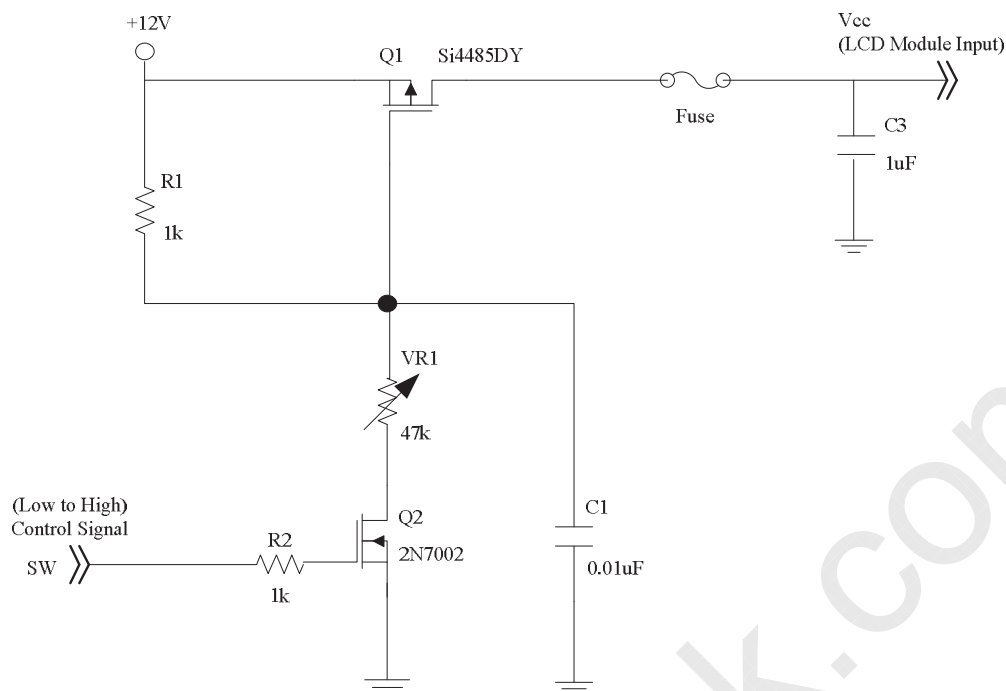 +12V
Q1
Si4485DY
Vcc
(LCD Module Input)
Fuse
C3
1uF
R1
1k
VR1
47k
(Low to High)
Control Signal
SW
R2
1k
Q2
2N7002
C1
0.01uF
k.com